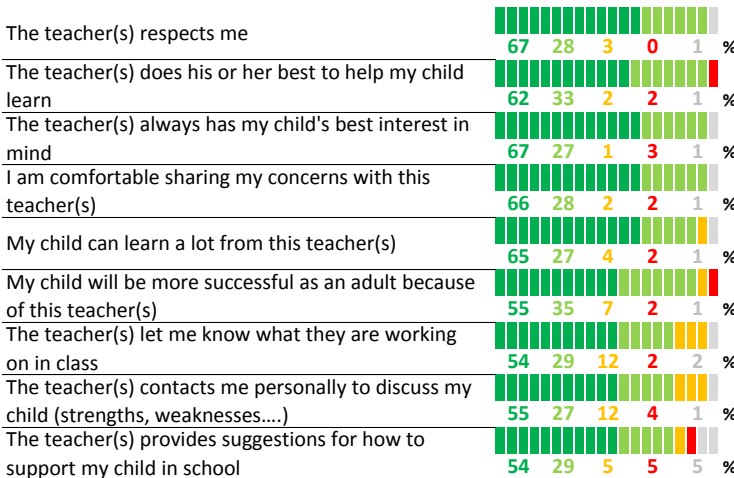 The teacher(s) respects me
67 28 3 0 1 %
The teacher(s) does his or her best to help my child
learn
62 33 2 2 1 %
The teacher(s) always has my child's best interest in
mind
67 27 1 3 1 %
I am comfortable sharing my concerns with this
teacher(s)
66 28 2 2 1 %
My child can learn a lot from this teacher(s)
65 27 4 2 1 %
My child will be more successful as an adult because
of this teacher(s)
55 35 7 2 1 %
The teacher(s) let me know what they are working
on in class
54 29 12 2 2 %
The teacher(s) contacts me personally to discuss my
child (strengths, weaknesses....)
55 27 12 4 1 %
The teacher(s) provides suggestions for how to
support my child in school
54 29 5 5 5 %